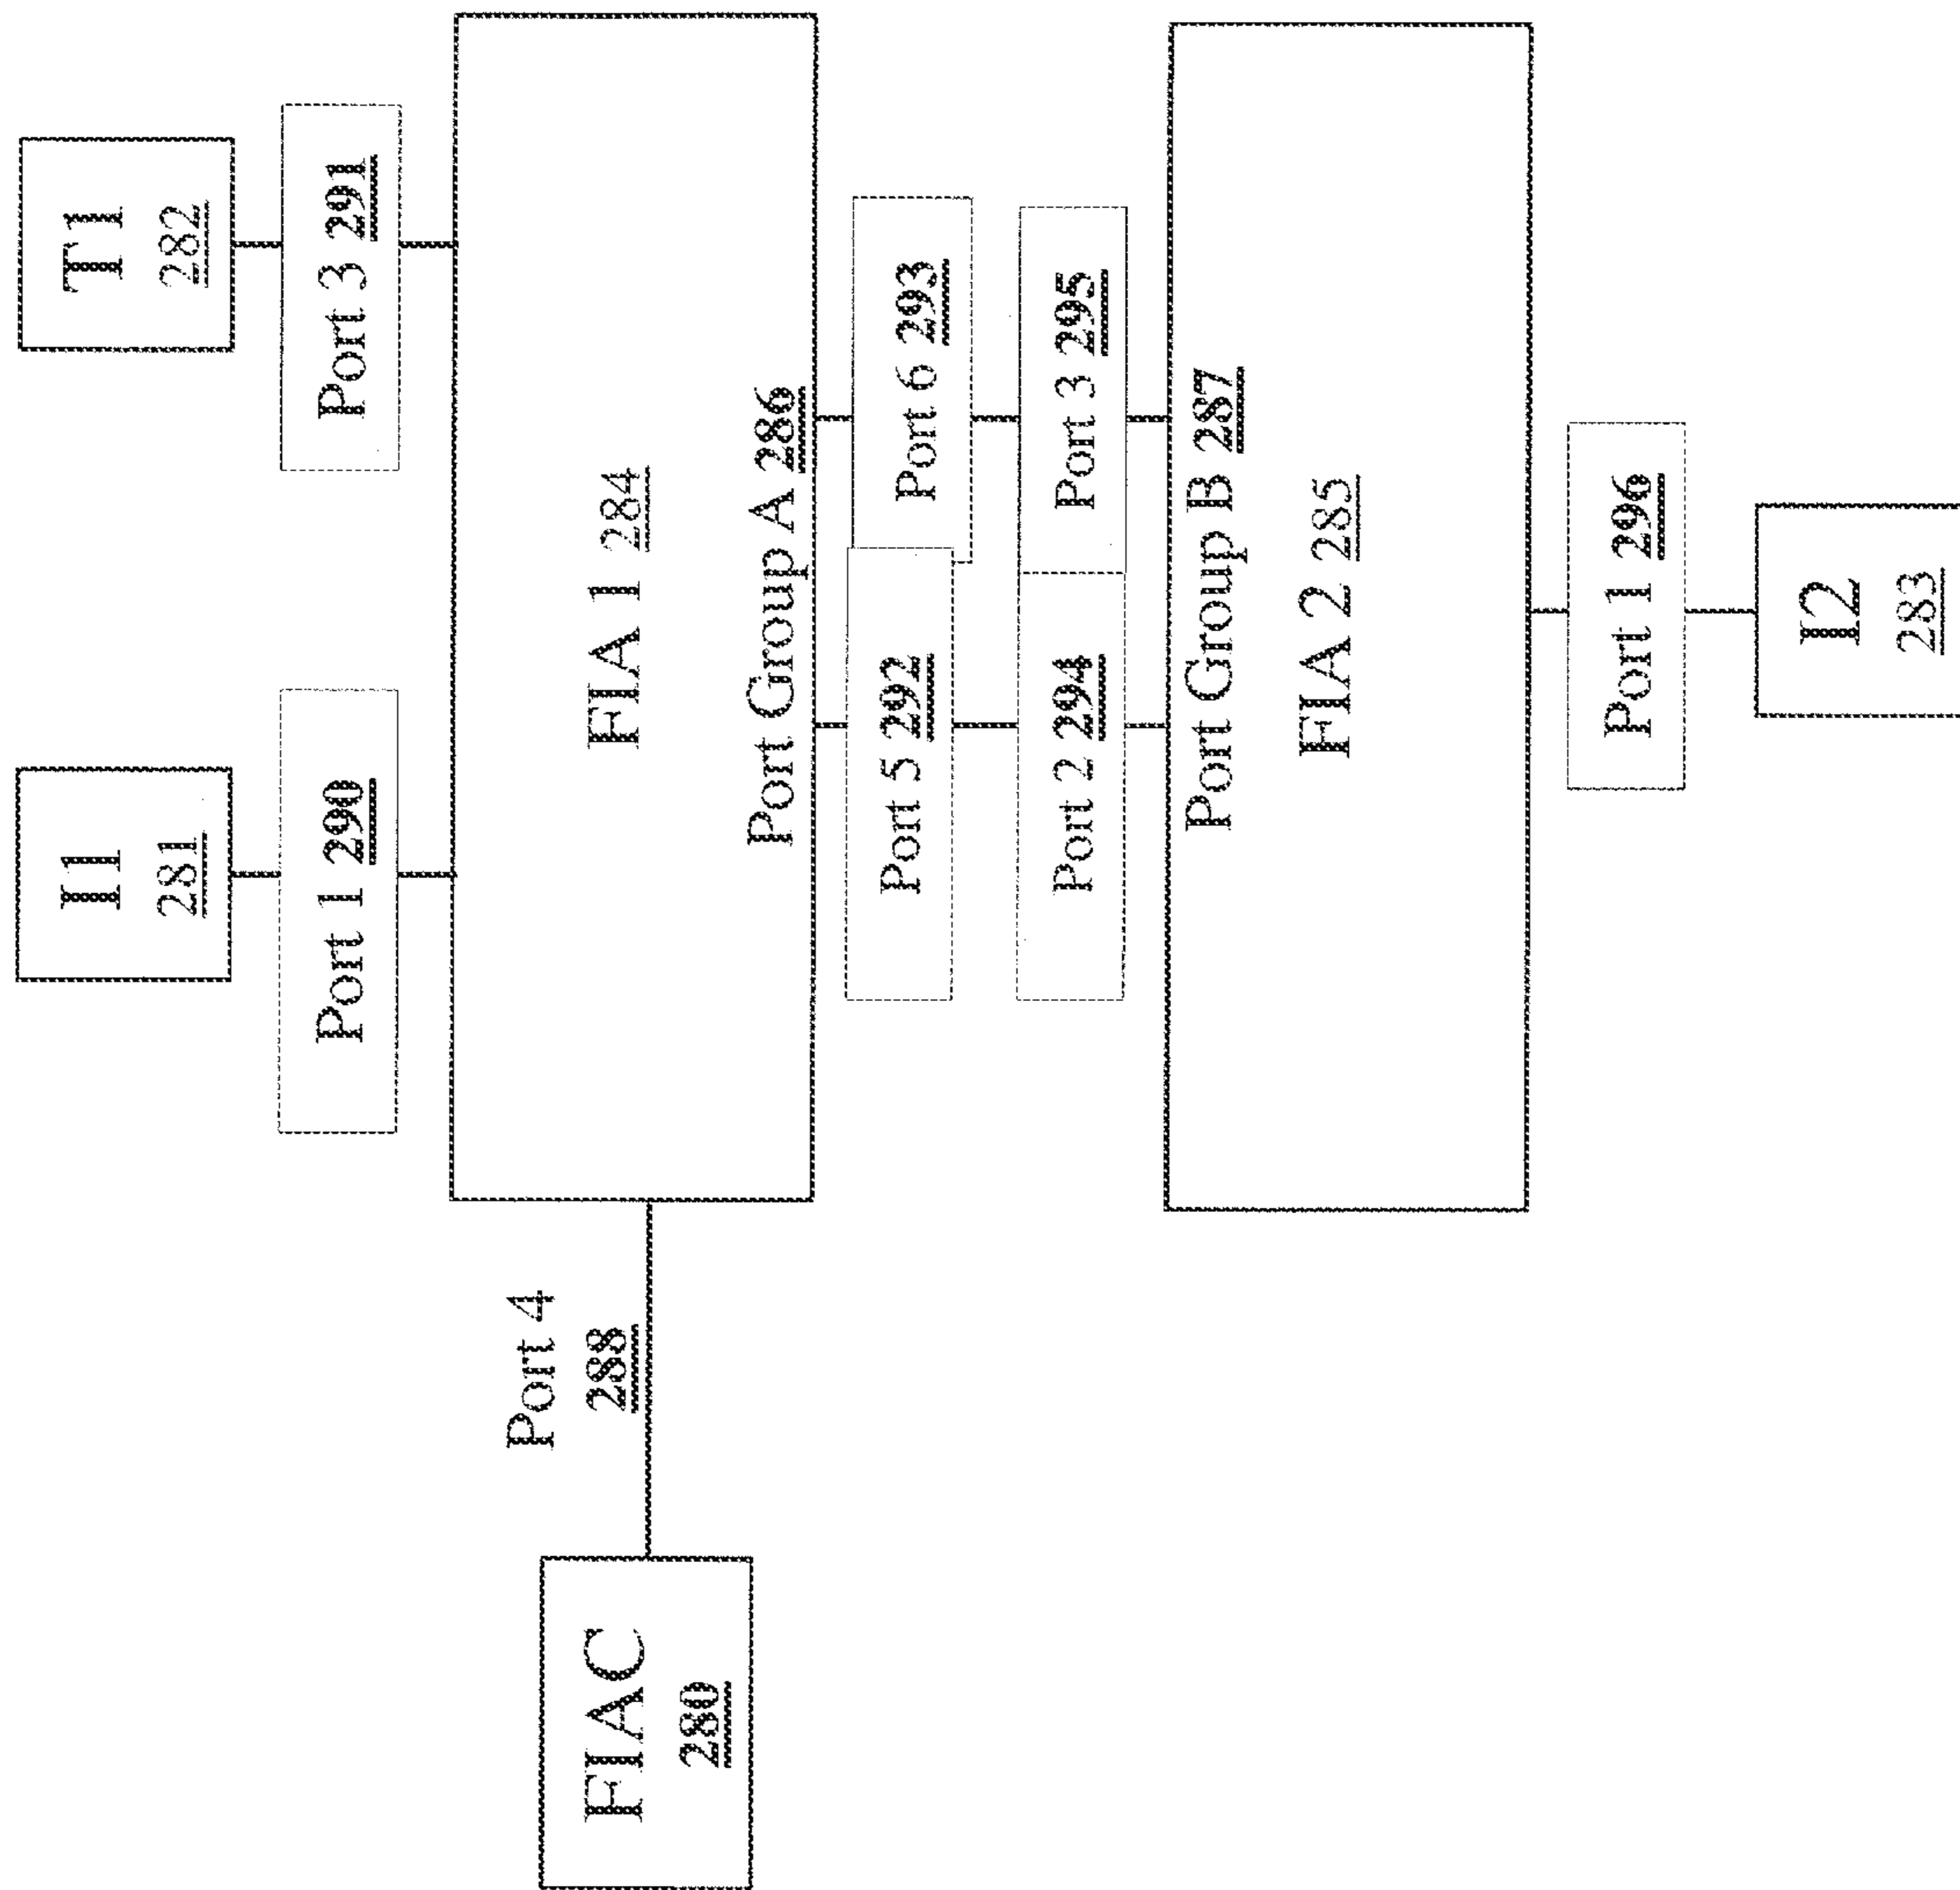 I1
281
T1
282
Port 1 290
Port 3 291
Port 4
288
FIAC
280
FIA 1 284
Port Group A 286
Port 5 292
Port 6 293
Port 2 294
Port 3 295
Port Group B 287
FIA 2 285
Port 1 296
I2
283